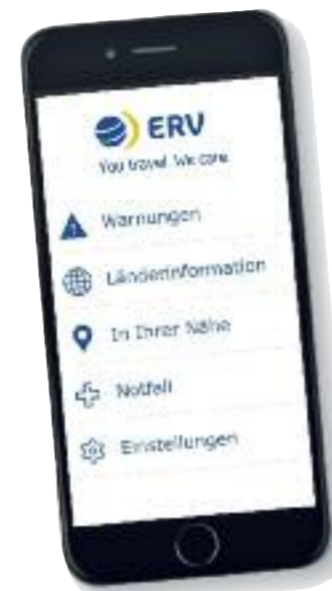 ERV
You travel. We care.
Warnungen
Länderinformation
In Ihrer Nähe
Notfall
Einstellungen